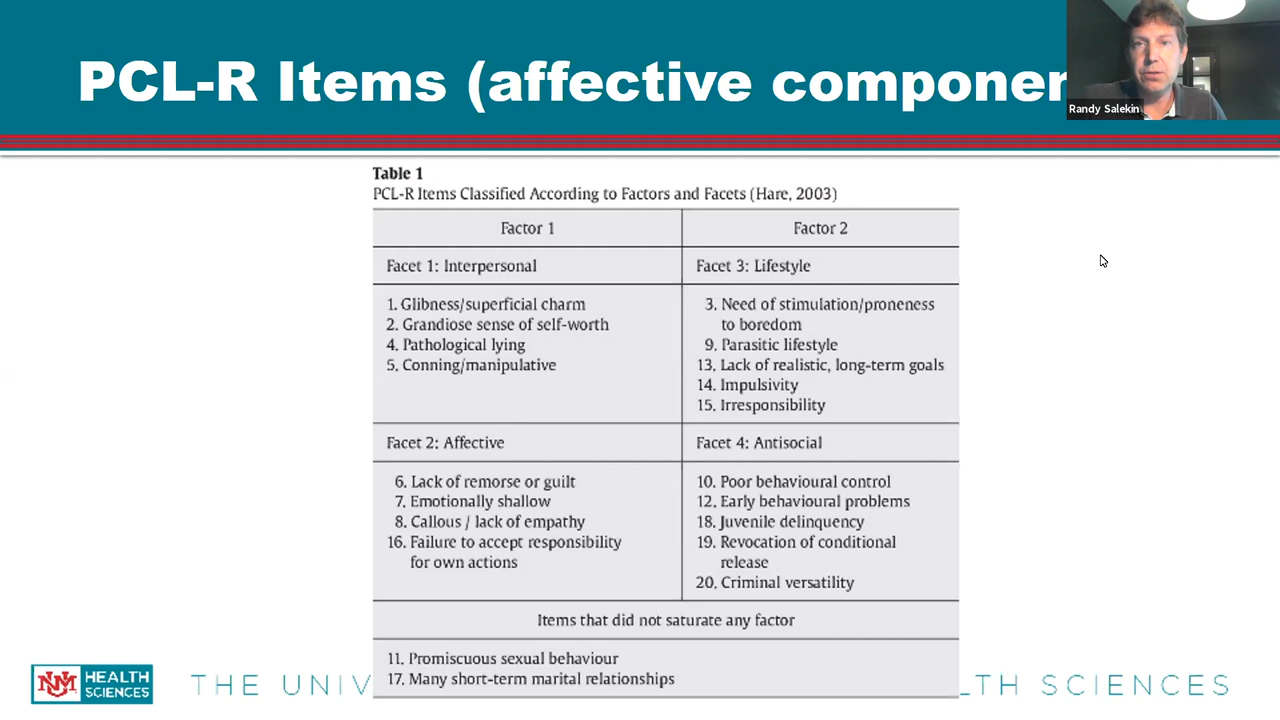 PCL-R Items (affective componen
Randy Salekin
Table 1
PCL-R Items Classified According to Factors and Facets (Hare, 2003)
Factor 1
Factor 2
Facet 1: Interpersonal
Facet 3: Lifestyle
1. Glibness/superficial charm
2. Grandiose sense of self-worth
4. Pathological lying
5. Conning/manipulative
3. Need of stimulation/proneness
to boredom
9. Parasitic lifestyle
13. Lack of realistic, long-term goals
14. Impulsivity
15. Irresponsibility
Facet 2: Affective
Facet 4: Antisocial
6. Lack of remorse or guilt
7. Emotionally shallow
8. Callous / lack of empathy
16. Failure to accept responsibility
for own actions
10. Poor behavioural control
12. Early behavioural problems
18. Juvenile delinquency
19. Revocation of conditional
release
20. Criminal versatility
Items that did not saturate any factor
11. Promiscuous sexual behaviour
17. Many short-term marital relationships
UNM HEALTH
SCIENCES
THE UNIV LTH SCIENCES